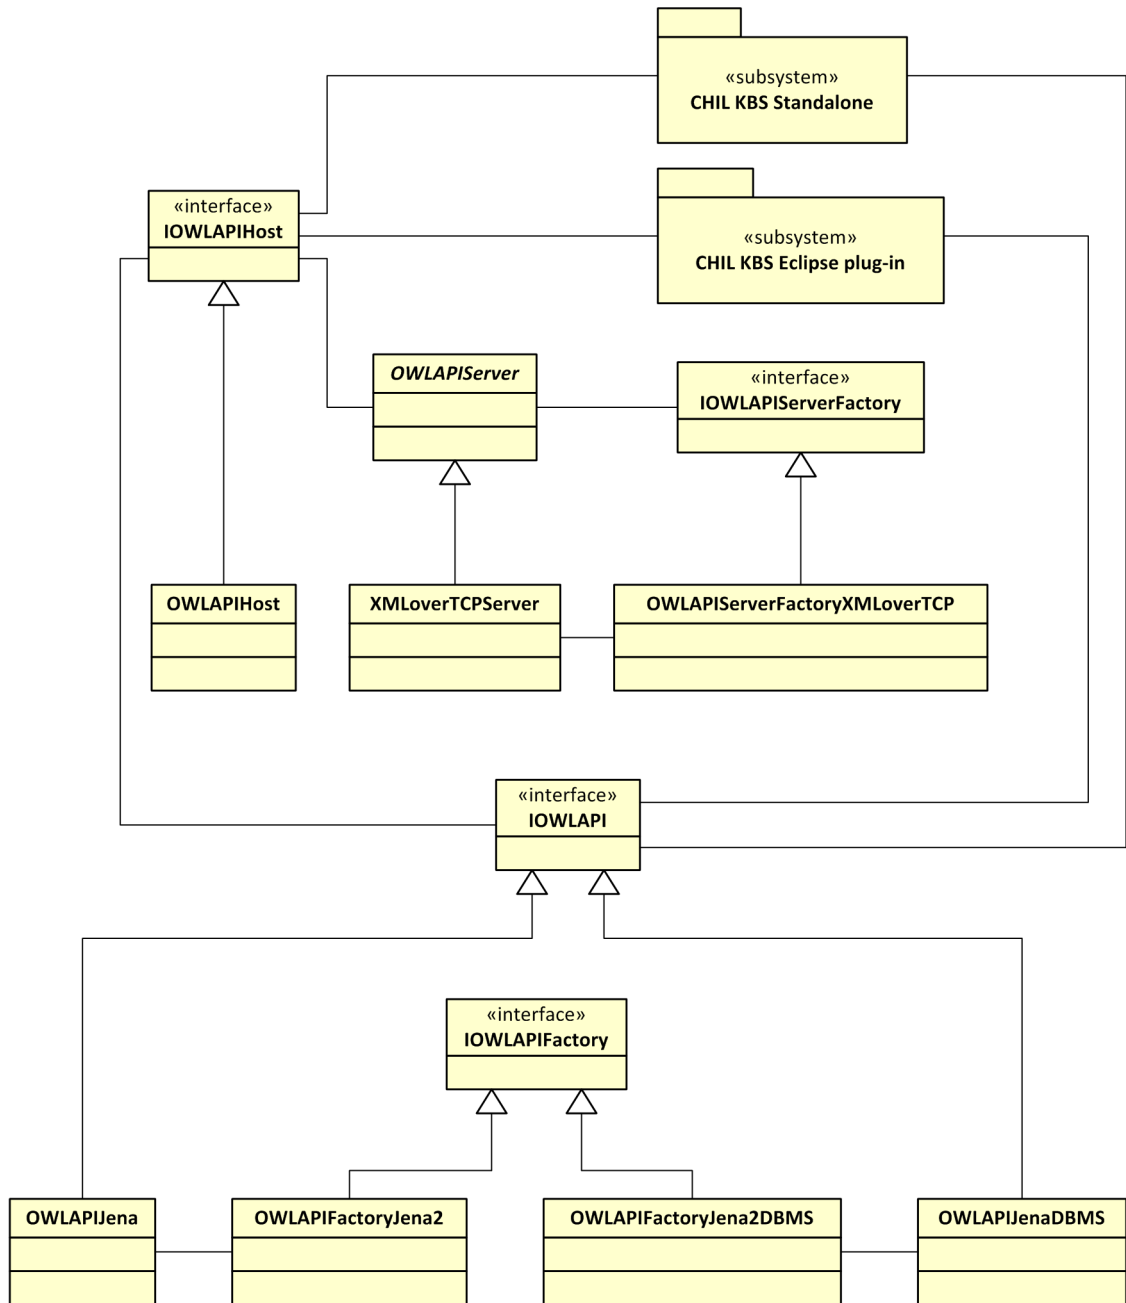 «subsystem»
CHIL KBS Standalone
«interface»
IOWLAPIHost
«subsystem»
CHIL KBS Eclipse plug-in
OWLAPIServer
«interface»
IOWLAPIServerFactory
OWLAPIHost
XMLoverTCPServer
OWLAPIServerFactoryXMLoverTCP
«interface»
IOWLAPI
«interface»
IOWLAPIFactory
OWLAPIJena
OWLAPIFactoryJena2
OWLAPIFactoryJena2DBMS
OWLAPIJenaDBMS